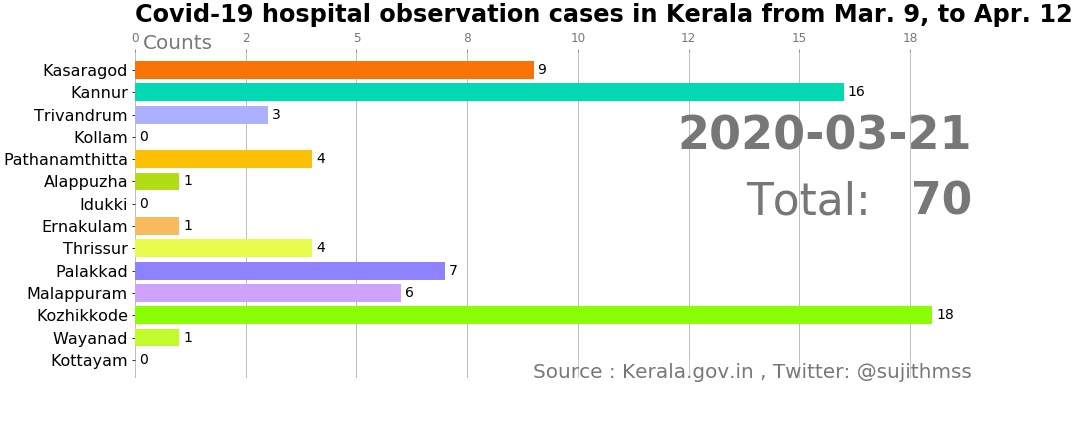 Covid-19 hospital observation cases in Kerala from Mar. 9, to Apr. 12
0 2 5 8 10 12 15 18
Counts
Kasaragod 9
Kannur 16
Trivandrum 3
2020-03-21
Kollam 0
Pathanamthitta 4
Alappuzha 1
Total: 70
Idukki 0
Ernakulam 1
Thrissur 4
Palakkad 7
Malappuram 6
Kozhikkode 18
Wayanad 1
Kottayam 0
Source : Kerala.gov.in , Twitter: @sujithmss